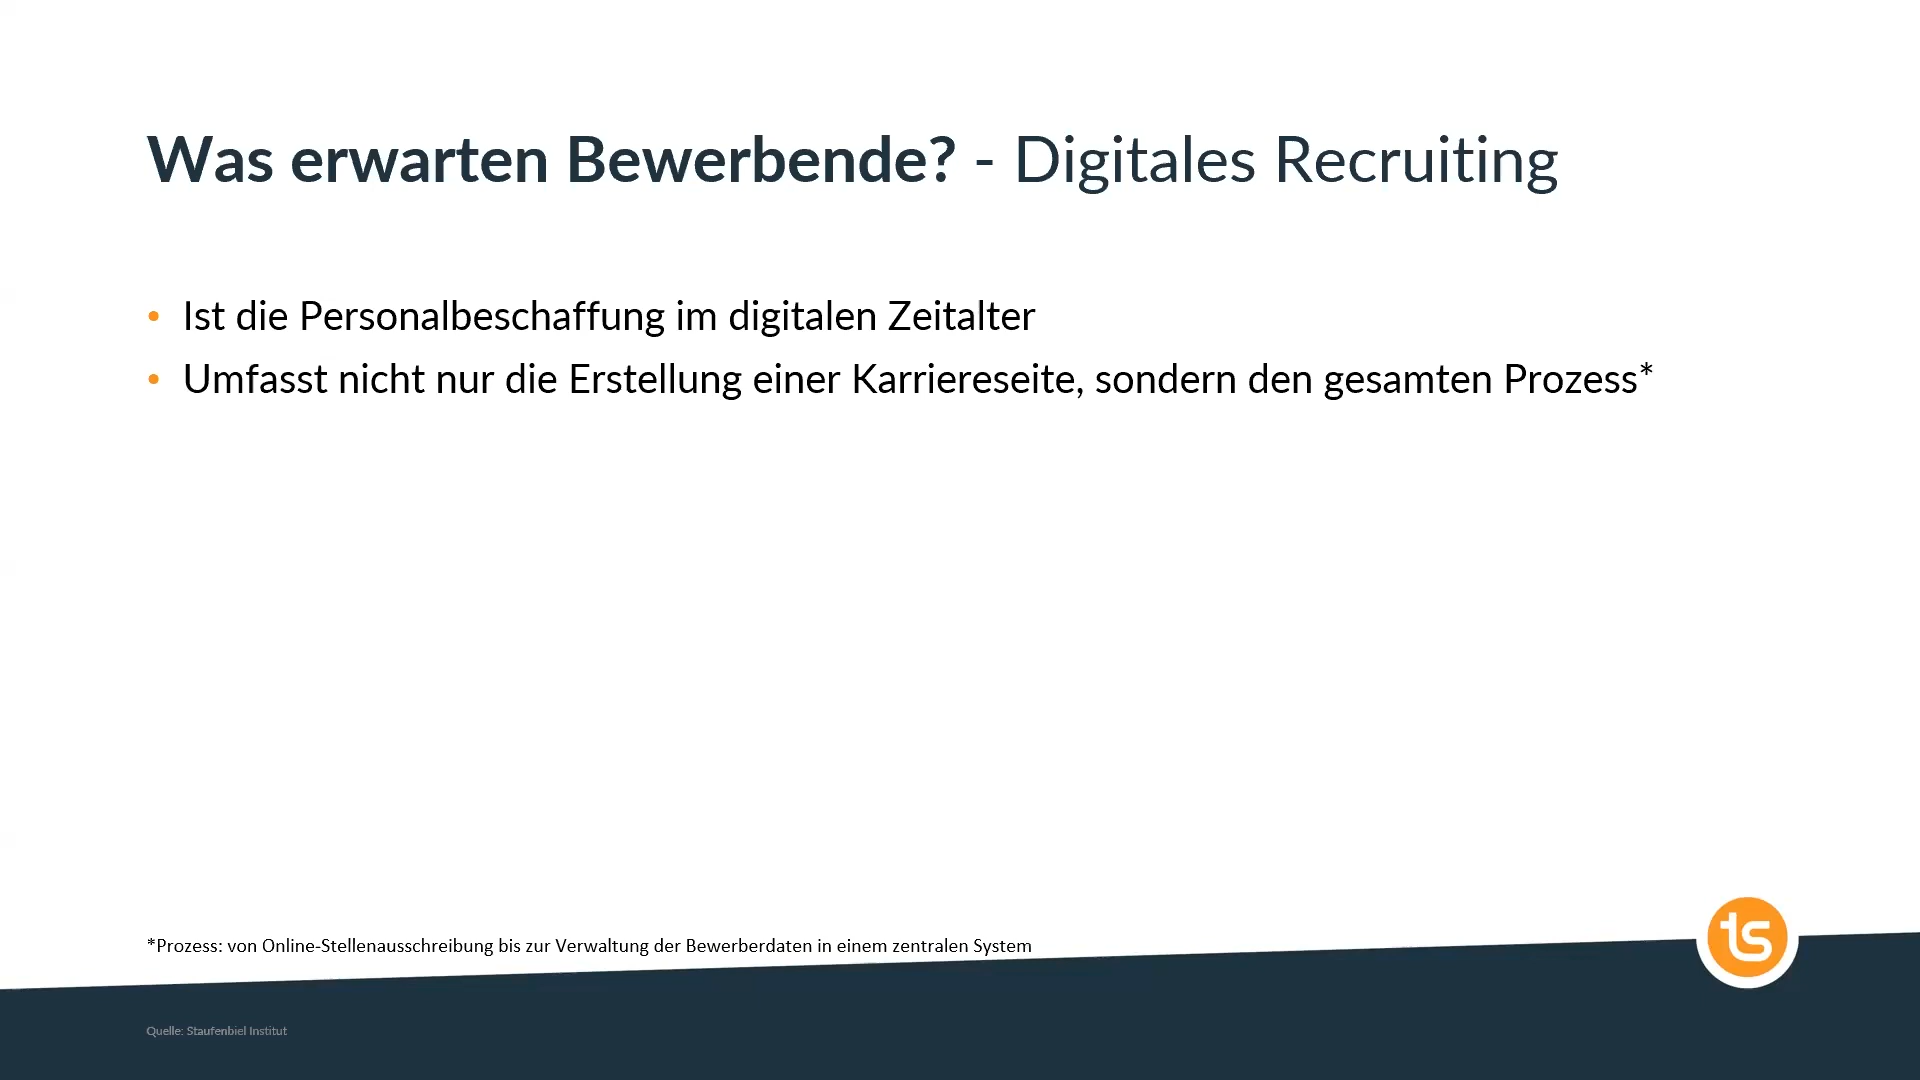 Was erwarten Bewerbende? - Digitales Recruiting
• Ist die Personalbeschaffung im digitalen Zeitalter
• Umfasst nicht nur die Erstellung einer Karriereseite, sondern den gesamten Prozess*
*Prozess: von Online-Stellenausschreibung bis zur Verwaltung der Bewerberdaten in einem zentralen System
ts
Quelle: Staufenbiel Institut